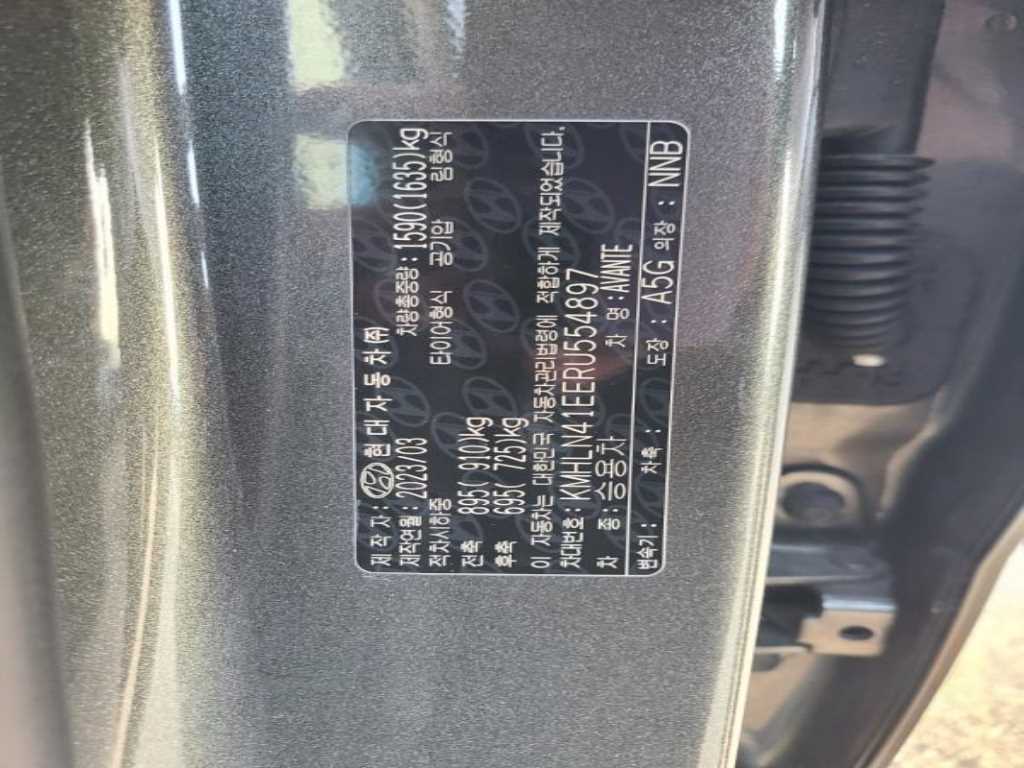 제 작 자 : 현 대 자 동 차 ㈜
제작연월 : 2023/03 차량총중량 : 1590(1635)kg
적차시하중 타이어형식 공기압 림형식
전축 895( 910)kg
후축 695( 725)kg
이 자동차는 대한민국 자동차관리법령에 적합하게 제작되었습니다.
차대번호 : KMHLN41EERU554897
차 종 : 승용차 차 명 : AVANTE
변속기 : 차축 : 도장 : A5G 외장 : NNB